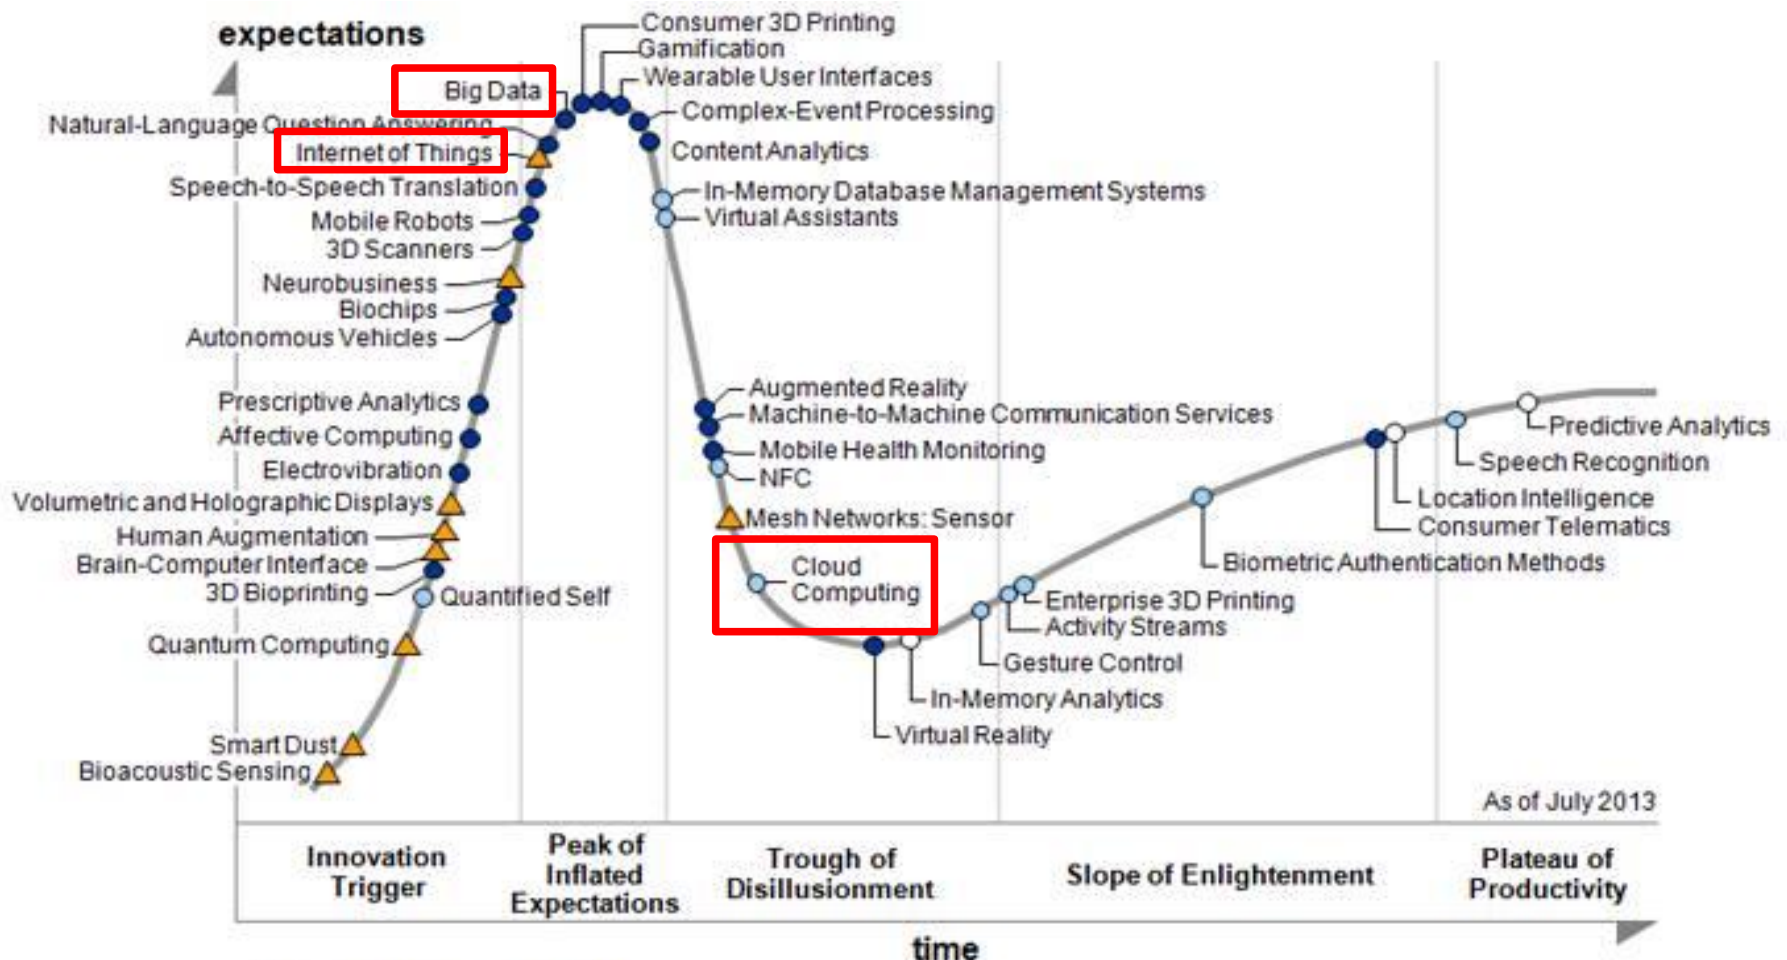 expectations
Consumer 3D Printing
Gamification
Wearable User Interfaces
Big Data
Complex-Event Processing
Natural-Language Question Answering
Internet of Things
Content Analytics
Speech-to-Speech Translation
In-Memory Database Management Systems
Mobile Robots
Virtual Assistants
3D Scanners
Neurobusiness
Biochips
Autonomous Vehicles
Augmented Reality
Prescriptive Analytics
Machine-to-Machine Communication Services
Affective Computing
Mobile Health Monitoring
Electrovibration
NFC
Volumetric and Holographic Displays
Mesh Networks: Sensor
Human Augmentation
Brain-Computer Interface
3D Bioprinting
Quantified Self
Cloud
Computing
Quantum Computing
Smart Dust
Bioacoustic Sensing
Predictive Analytics
Speech Recognition
Location Intelligence
Consumer Telematics
Biometric Authentication Methods
Enterprise 3D Printing
Activity Streams
Gesture Control
In-Memory Analytics
Virtual Reality
As of July 2013
Innovation
Trigger
Peak of
Inflated
Expectations
Trough of
Disillusionment
Slope of Enlightenment
Plateau of
Productivity
time